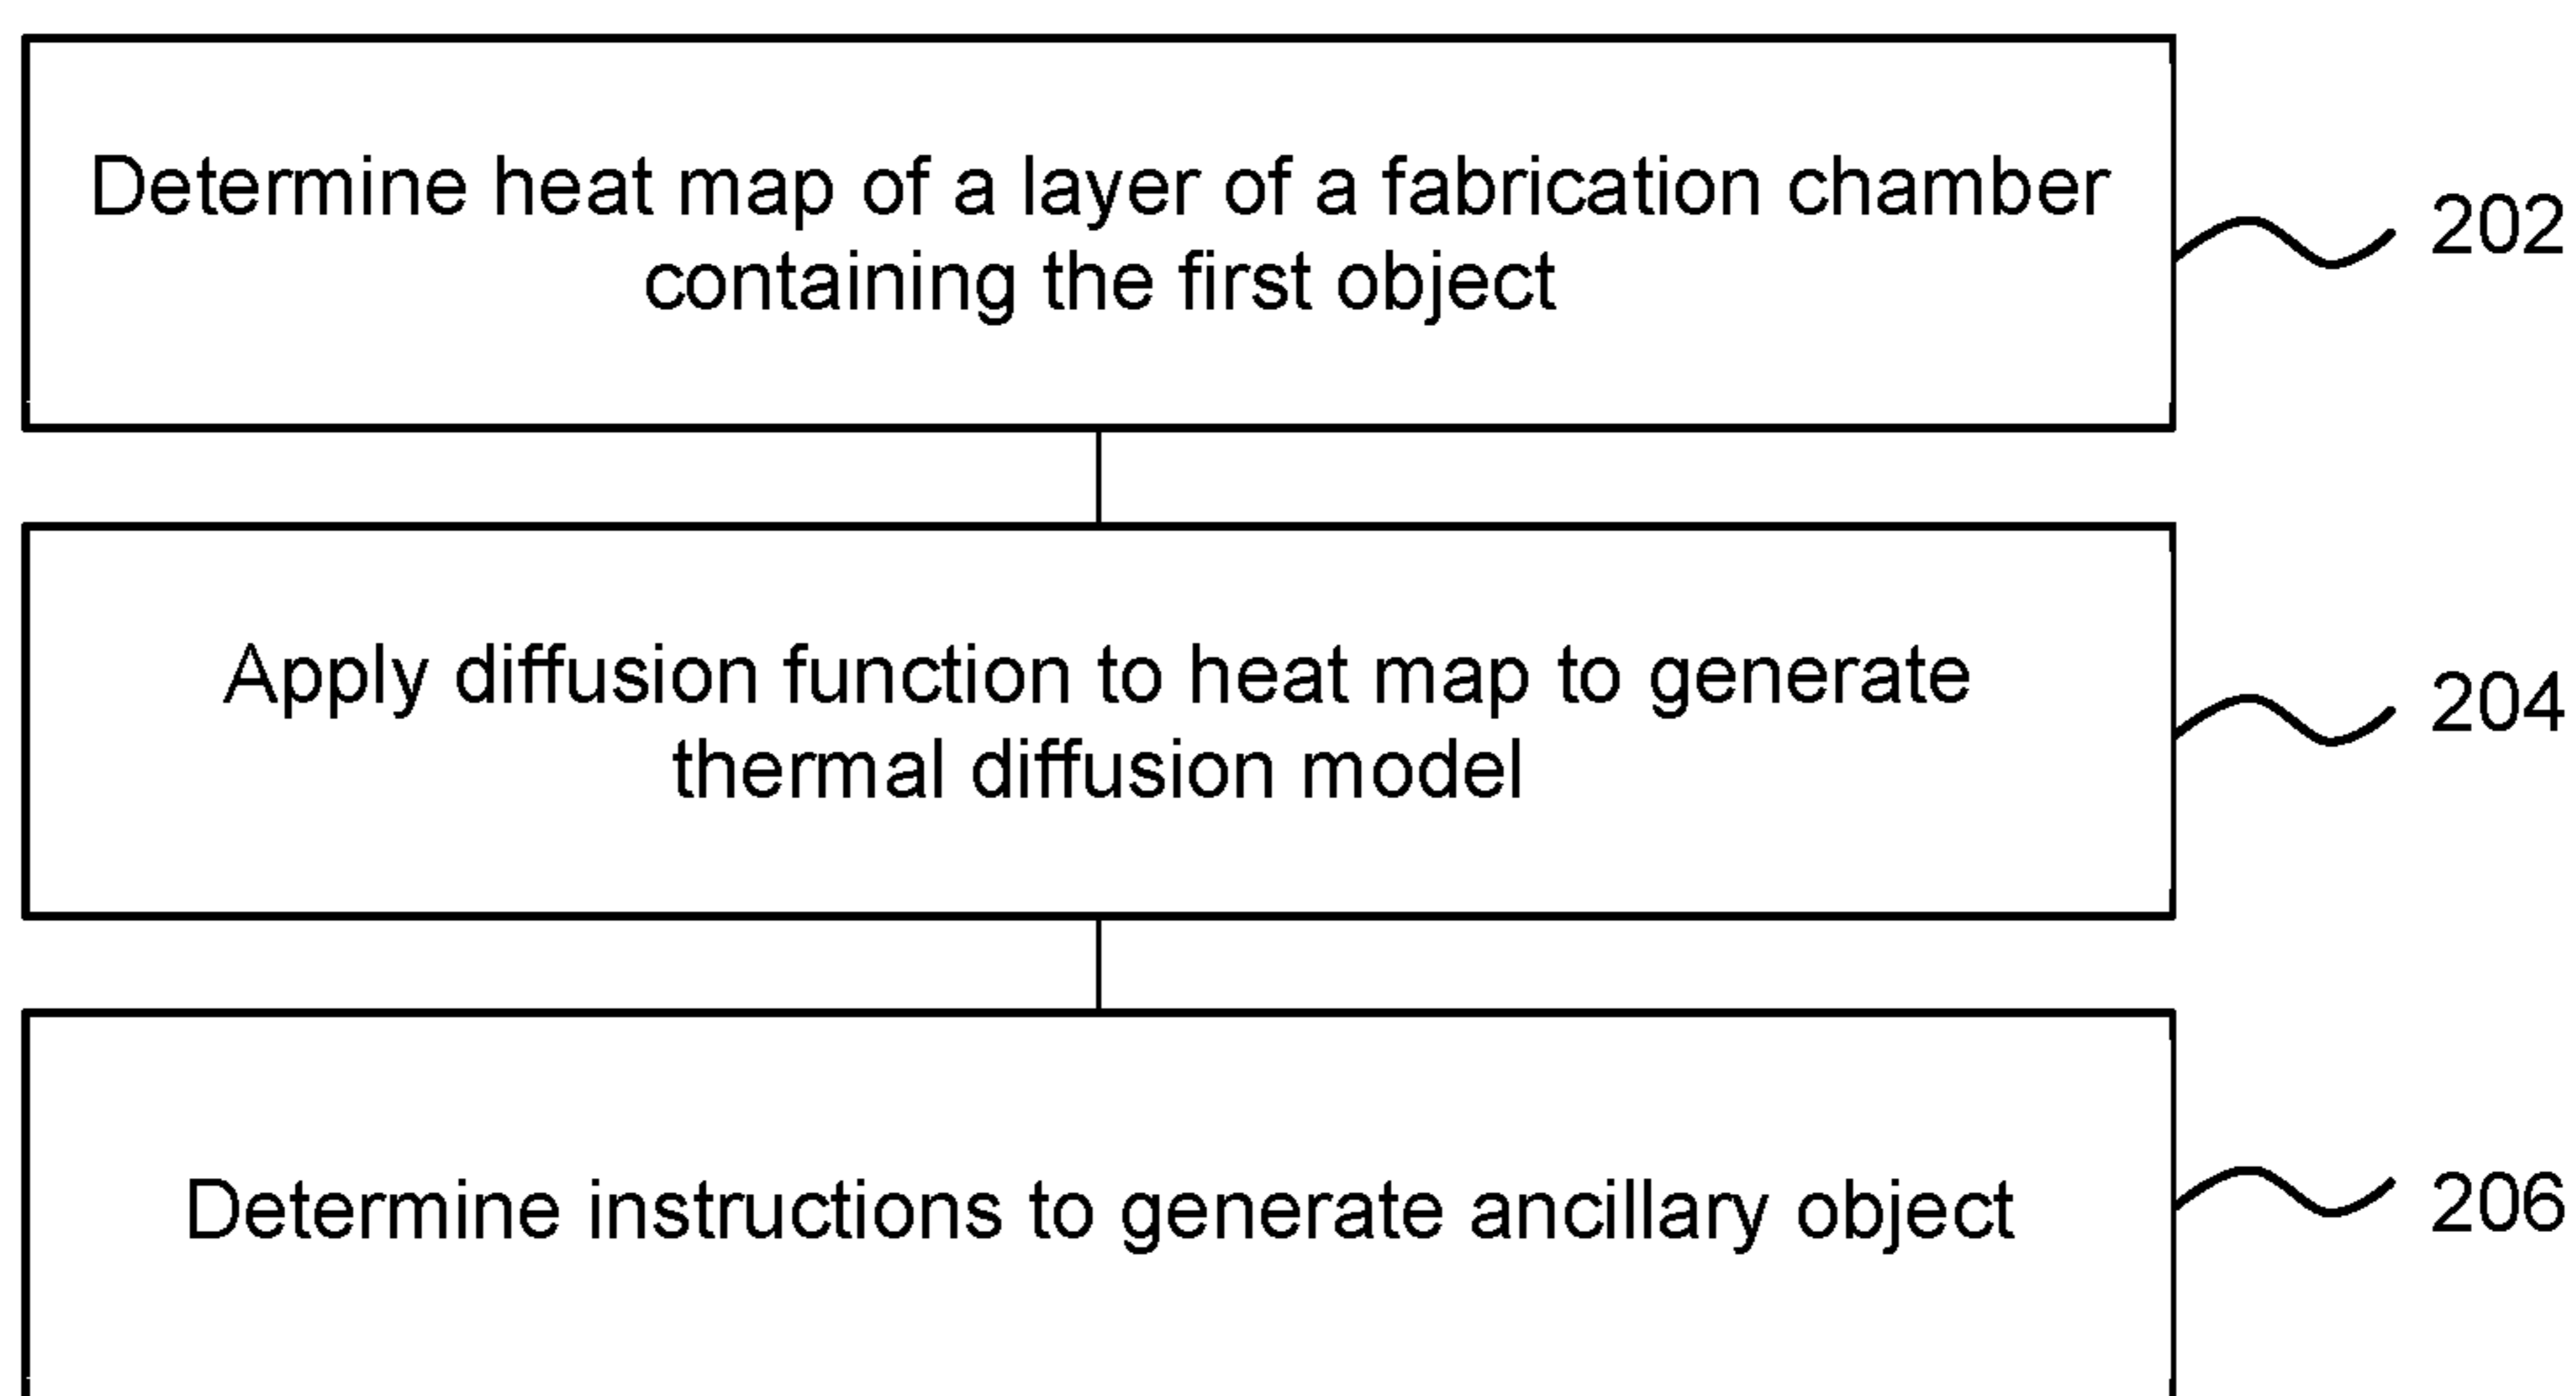 Determine heat map of a layer of a fabrication chamber
containing the first object
202
Apply diffusion function to heat map to generate
thermal diffusion model
204
Determine instructions to generate ancillary object
206